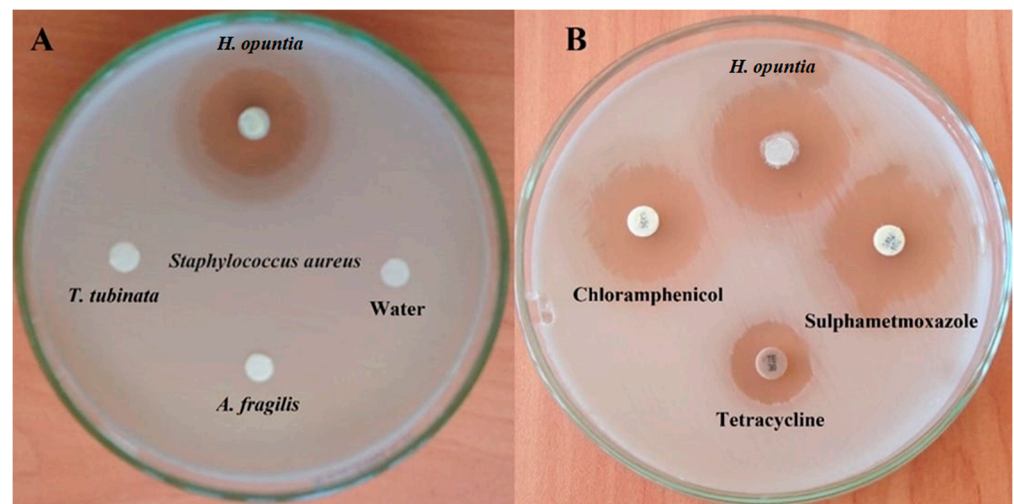 A
H. opuntia
Staphylococcus aureus
T. tubinata
Water
A. fragilis
B
H. opuntia
Chloramphenicol
Sulphametmoxazole
Tetracycline